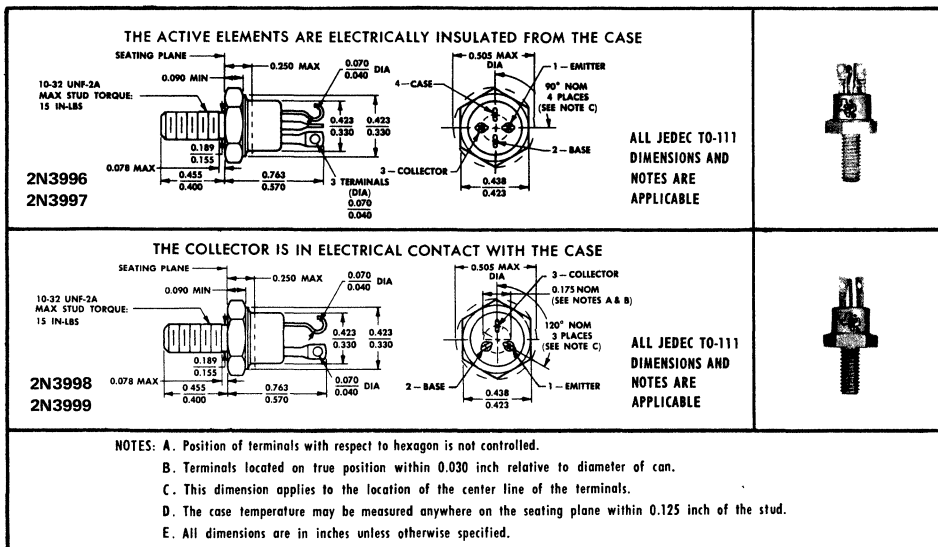 THE ACTIVE ELEMENTS ARE ELECTRICALLY INSULATED FROM THE CASE
SEATING PLANE
0.250 MAX
0.070
0.040
DIA
0.090 MIN
10-32 UNF-2A
MAX STUD TORQUE:
15 IN-LBS
0.423
0.330
0.423
0.330
0.189
0.155
0.078 MAX
0.455
0.400
0.763
0.570
3 TERMINALS
(DIA)
0.070
0.040
0.505 MAX
DIA
1 – EMITTER
4 – CASE
90° NOM
4 PLACES
(SEE NOTE C)
2 – BASE
3 – COLLECTOR
0.438
0.423
2N3996
2N3997
ALL JEDEC TO-111
DIMENSIONS AND
NOTES ARE
APPLICABLE
THE COLLECTOR IS IN ELECTRICAL CONTACT WITH THE CASE
SEATING PLANE
0.250 MAX
0.070
0.040
DIA
0.090 MIN
10-32 UNF-2A
MAX STUD TORQUE:
15 IN-LBS
0.423
0.330
0.423
0.330
0.189
0.155
0.078 MAX
0.455
0.400
0.763
0.570
0.070
0.040
DIA
0.505 MAX
DIA
3 – COLLECTOR
0.175 NOM
(SEE NOTES A & B)
120° NOM
3 PLACES
(SEE NOTE C)
2 – BASE
1 – EMITTER
0.438
0.423
2N3998
2N3999
ALL JEDEC TO-111
DIMENSIONS AND
NOTES ARE
APPLICABLE
NOTES: A. Position of terminals with respect to hexagon is not controlled.
B. Terminals located on true position within 0.030 inch relative to diameter of can.
C. This dimension applies to the location of the center line of the terminals.
D. The case temperature may be measured anywhere on the seating plane within 0.125 inch of the stud.
E. All dimensions are in inches unless otherwise specified.